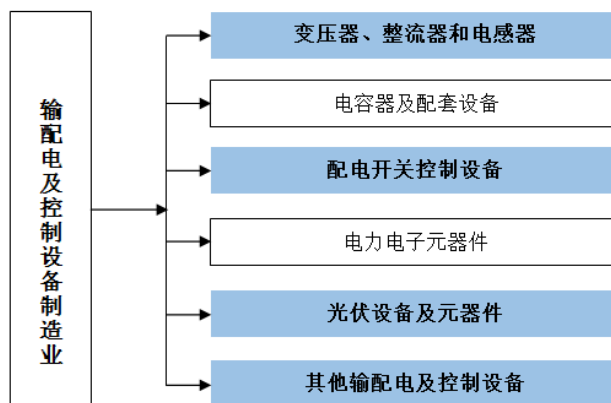 输配电及控制设备制造业
变压器、整流器和电感器
电容器及配套设备
配电开关控制设备
电力电子元器件
光伏设备及元器件
其他输配电及控制设备